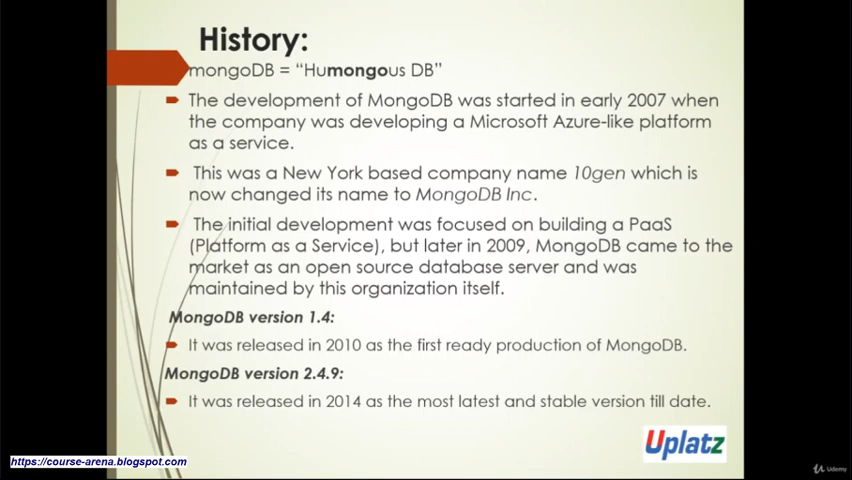 History:
mongoDB = “Humongous DB”
The development of MongoDB was started in early 2007 when
the company was developing a Microsoft Azure-like platform
as a service.
This was a New York based company name 10gen which is
now changed its name to MongoDB Inc.
The initial development was focused on building a PaaS
(Platform as a Service), but later in 2009, MongoDB came to the
market as an open source database server and was
maintained by this organization itself.
MongoDB version 1.4:
It was released in 2010 as the first ready production of MongoDB.
MongoDB version 2.4.9:
It was released in 2014 as the most latest and stable version till date.
Uplatz
https://course-arena.blogspot.com
Udemy